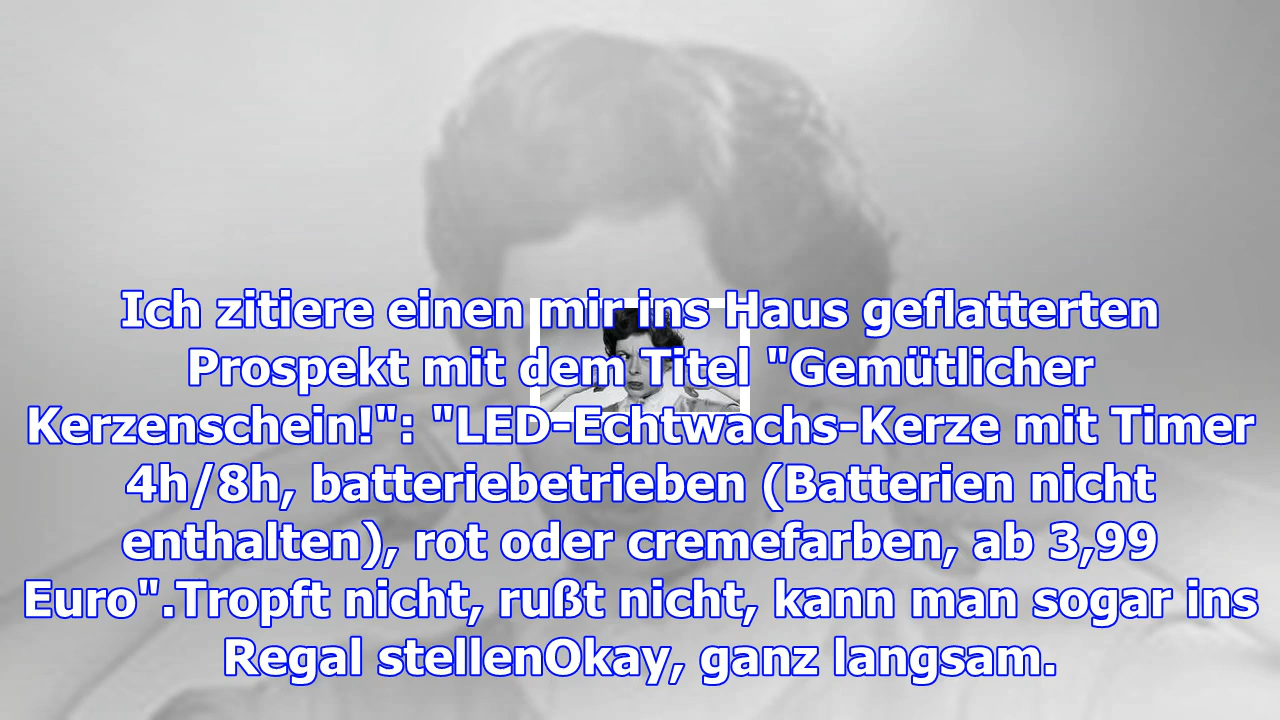 Ich zitiere einen mir ins Haus geflatterten
Prospekt mit dem Titel "Gemütlicher
Kerzenschein!": "LED-Echtwachs-Kerze mit Timer
4h/8h, batteriebetrieben (Batterien nicht
enthalten), rot oder cremefarben, ab 3,99
Euro".Tropft nicht, rußt nicht, kann man sogar ins
Regal stellenOkay, ganz langsam.